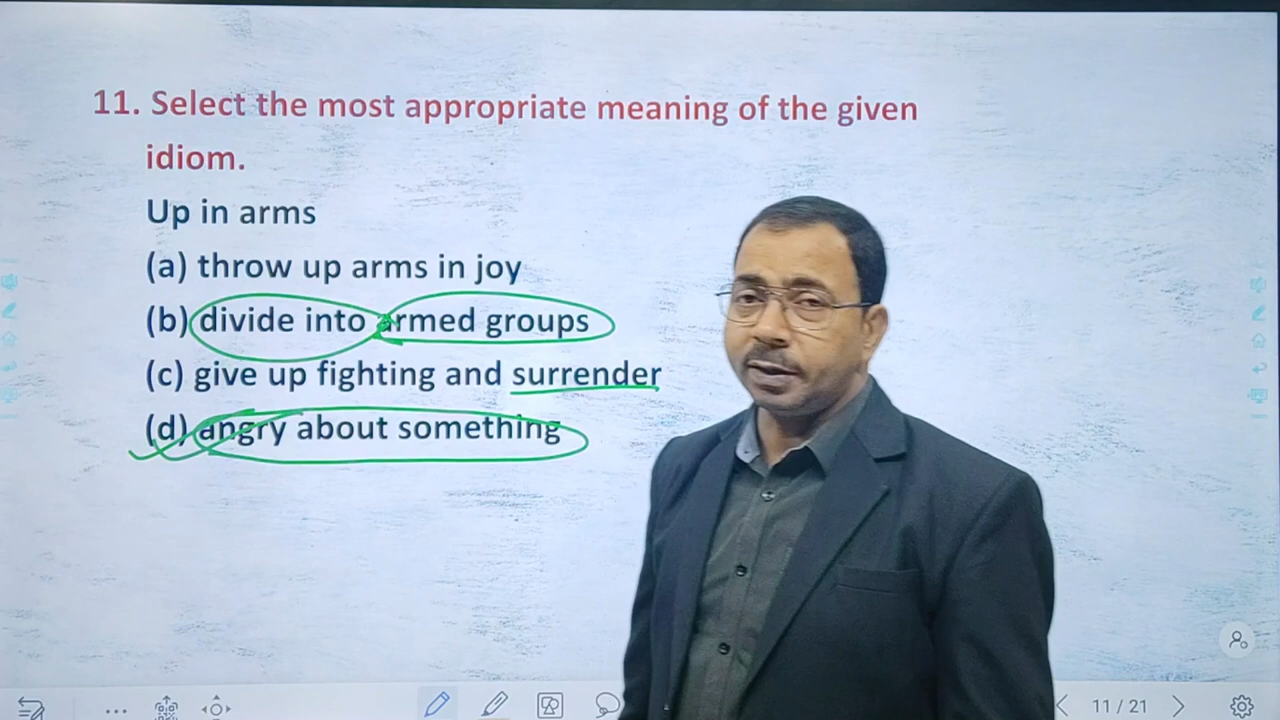 11. Select the most appropriate meaning of the given
idiom.
Up in arms
(a) throw up arms in joy
(b) divide into armed groups
(c) give up fighting and surrender
(d) angry about something
11 / 21